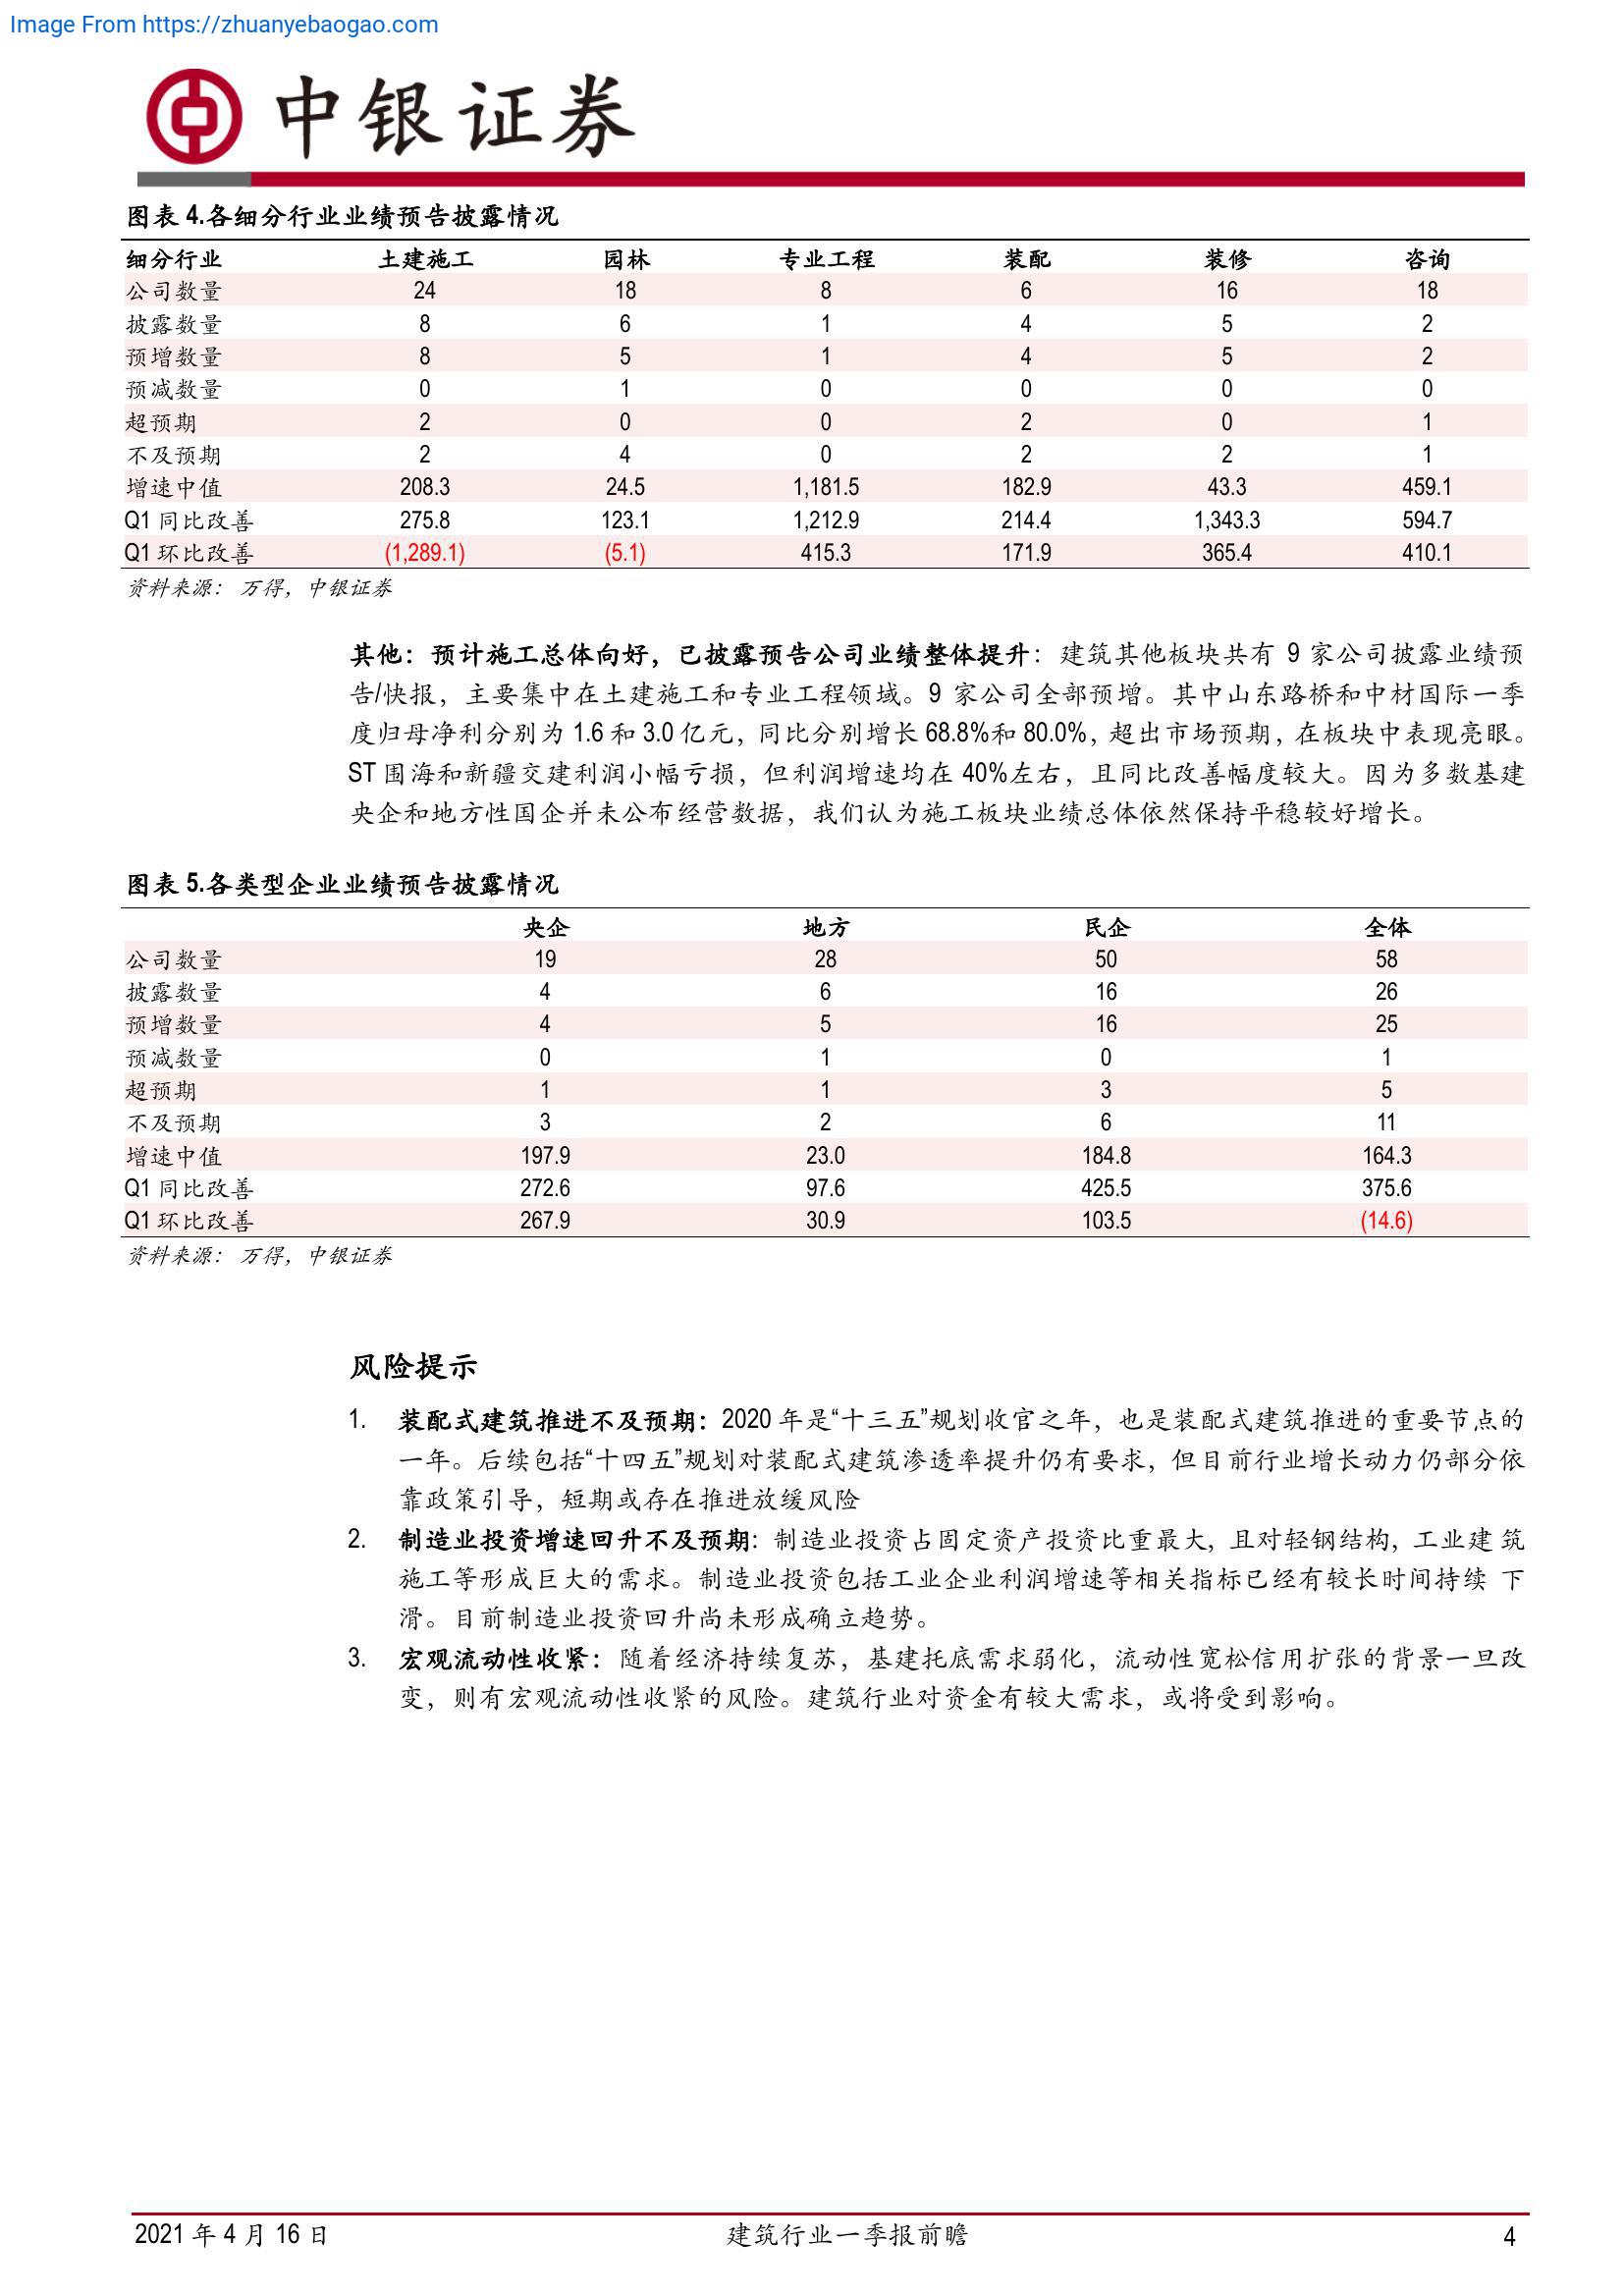 Image From https://zhuanyebaogao.com
中银证券
图表 4.各细分行业业绩预告披露情况
细分行业 土建施工 园林 专业工程 装配 装修 咨询
公司数量 24 18 8 6 16 18
披露数量 8 6 1 4 5 2
预增数量 8 5 1 4 5 2
预减数量 0 1 0 0 0 0
超预期 2 0 0 2 0 1
不及预期 2 4 0 2 2 1
增速中值 208.3 24.5 1,181.5 182.9 43.3 459.1
Q1 同比改善 275.8 123.1 1,212.9 214.4 1,343.3 594.7
Q1 环比改善 (1,289.1) (5.1) 415.3 171.9 365.4 410.1
资料来源：万得，中银证券
其他：预计施工总体向好，已披露预告公司业绩整体提升：建筑其他板块共有 9 家公司披露业绩预
告/快报，主要集中在土建施工和专业工程领域。9 家公司全部预增。其中山东路桥和中材国际一季
度归母净利分别为 1.6 和 3.0 亿元，同比分别增长 68.8%和 80.0%，超出市场预期，在板块中表现亮眼。
ST 围海和新疆交建利润小幅亏损，但利润增速均在 40%左右，且同比改善幅度较大。因为多数基建
央企和地方性国企并未公布经营数据，我们认为施工板块业绩总体依然保持平稳较好增长。
图表 5.各类型企业业绩预告披露情况
央企 地方 民企 全体
公司数量 19 28 50 58
披露数量 4 6 16 26
预增数量 4 5 16 25
预减数量 0 1 0 1
超预期 1 1 3 5
不及预期 3 2 6 11
增速中值 197.9 23.0 184.8 164.3
Q1 同比改善 272.6 97.6 425.5 375.6
Q1 环比改善 267.9 30.9 103.5 (14.6)
资料来源：万得，中银证券
风险提示
1. 装配式建筑推进不及预期：2020 年是“十三五”规划收官之年，也是装配式建筑推进的重要节点的
一年。后续包括“十四五”规划对装配式建筑渗透率提升仍有要求，但目前行业增长动力仍部分依
靠政策引导，短期或存在推进放缓风险
2. 制造业投资增速回升不及预期：制造业投资占固定资产投资比重最大，且对轻钢结构，工业建 筑
施工等形成巨大的需求。制造业投资包括工业企业利润增速等相关指标已经有较长时间持续 下
滑。目前制造业投资回升尚未形成确立趋势。
3. 宏观流动性收紧：随着经济持续复苏，基建托底需求弱化，流动性宽松信用扩张的背景一旦改
变，则有宏观流动性收紧的风险。建筑行业对资金有较大需求，或将受到影响。
2021 年 4 月 16 日 建筑行业一季报前瞻 4